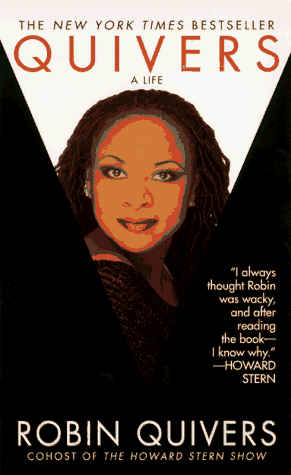 THE NEW YORK TIMES BESTSELLER
QUIVERS
A LIFE
"I always
thought Robin
was wacky,
and after
reading
the book—
I know why."
—HOWARD
STERN
ROBIN QUIVERS
COHOST OF THE HOWARD STERN SHOW